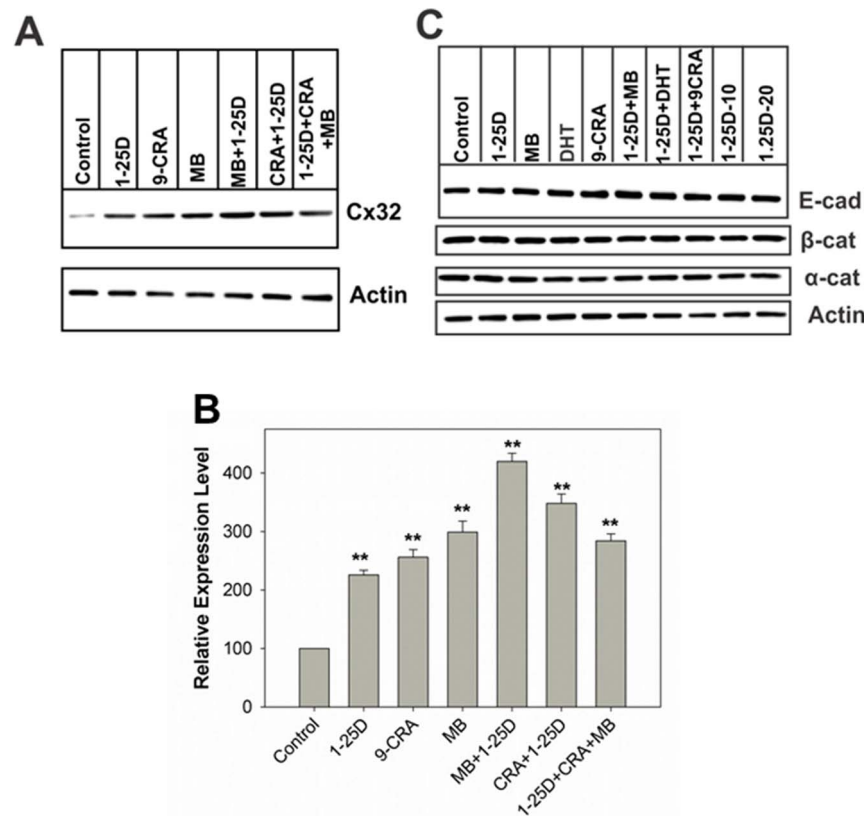 A
Control
1-25D
9-CRA
MB
MB+1-25D
CRA+1-25D
1-25D+CRA
+MB
Cx32
Actin
C
Control
1-25D
MB
DHT
9-CRA
1-25D+MB
1-25D+DHT
1-25D+9CRA
1-25D-10
1.25D-20
E-cad
β-cat
α-cat
Actin
B
Relative Expression Level
400
300
200
100
0
**
**
**
**
**
**
Control
1-25D
9-CRA
MB
MB+1-25D
CRA+1-25D
1-25D+CRA+MB